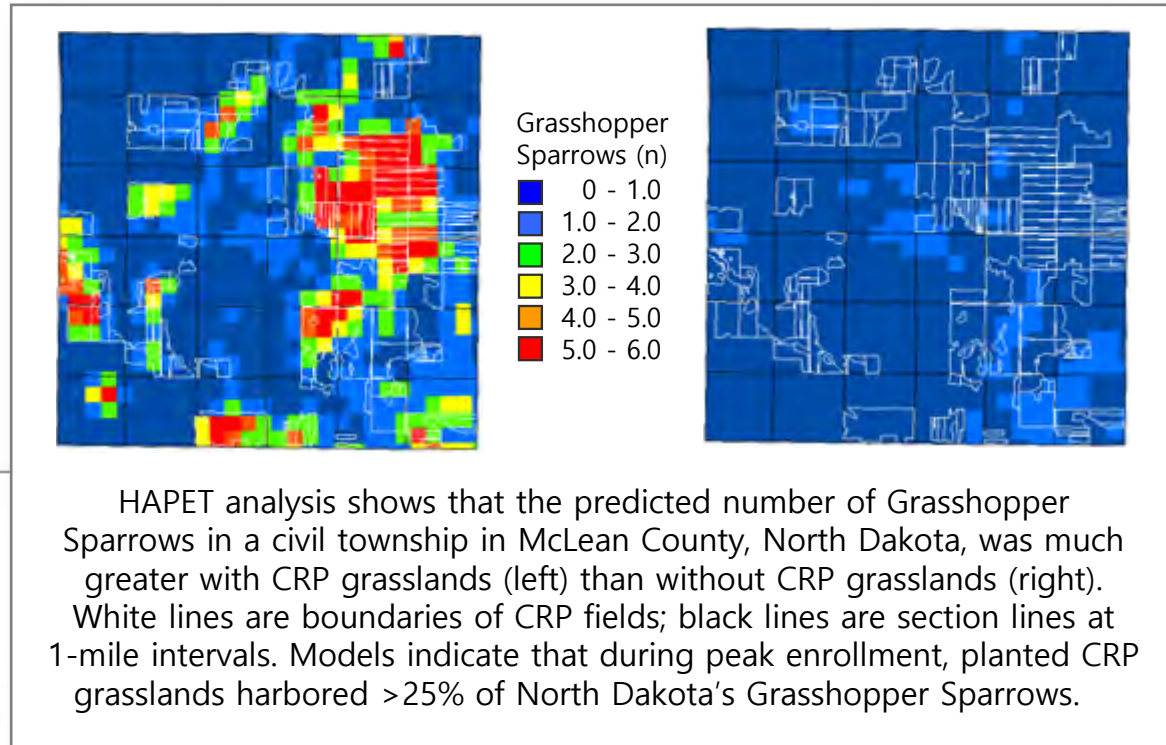 Grasshopper
Sparrows (n)
0 - 1.0
1.0 - 2.0
2.0 - 3.0
3.0 - 4.0
4.0 - 5.0
5.0 - 6.0
HAPET analysis shows that the predicted number of Grasshopper
Sparrows in a civil township in McLean County, North Dakota, was much
greater with CRP grasslands (left) than without CRP grasslands (right).
White lines are boundaries of CRP fields; black lines are section lines at
1-mile intervals. Models indicate that during peak enrollment, planted CRP
grasslands harbored >25% of North Dakota's Grasshopper Sparrows.